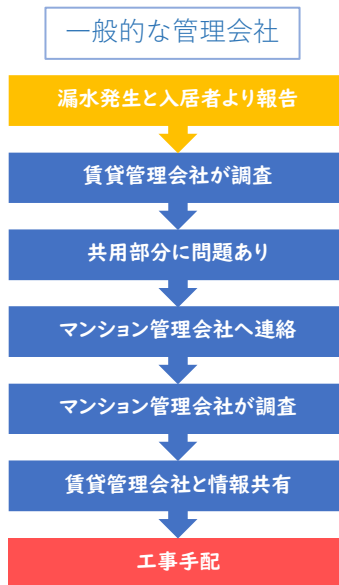 一般的な管理会社
漏水発生と入居者より報告
賃貸管理会社が調査
共用部分に問題あり
マンション管理会社へ連絡
マンション管理会社が調査
賃貸管理会社と情報共有
工事手配